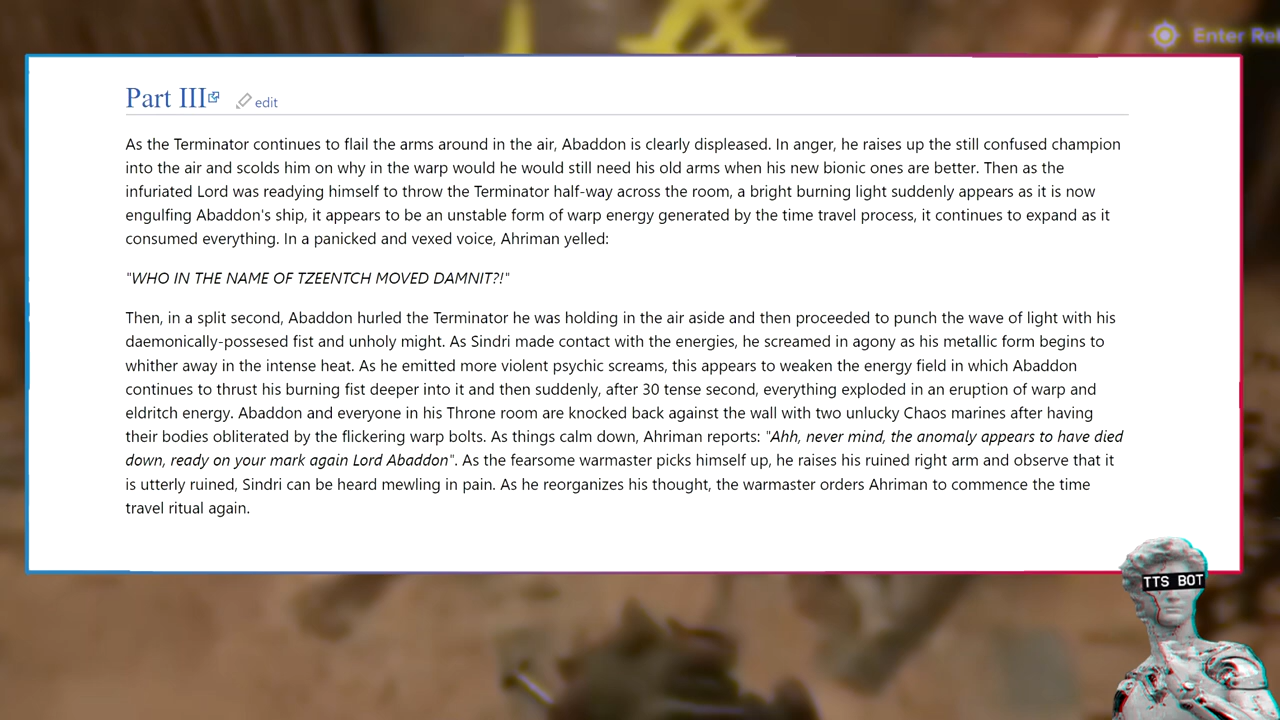 Enter Rel
Part III
edit
As the Terminator continues to flail the arms around in the air, Abaddon is clearly displeased. In anger, he raises up the still confused champion
into the air and scolds him on why in the warp would he would still need his old arms when his new bionic ones are better. Then as the
infuriated Lord was readying himself to throw the Terminator half-way across the room, a bright burning light suddenly appears as it is now
engulfing Abaddon's ship, it appears to be an unstable form of warp energy generated by the time travel process, it continues to expand as it
consumed everything. In a panicked and vexed voice, Ahriman yelled:
"WHO IN THE NAME OF TZEENTCH MOVED DAMNIT?!"
Then, in a split second, Abaddon hurled the Terminator he was holding in the air aside and then proceeded to punch the wave of light with his
daemonically-possesed fist and unholy might. As Sindri made contact with the energies, he screamed in agony as his metallic form begins to
whither away in the intense heat. As he emitted more violent psychic screams, this appears to weaken the energy field in which Abaddon
continues to thrust his burning fist deeper into it and then suddenly, after 30 tense second, everything exploded in an eruption of warp and
eldritch energy. Abaddon and everyone in his Throne room are knocked back against the wall with two unlucky Chaos marines after having
their bodies obliterated by the flickering warp bolts. As things calm down, Ahriman reports: "Ahh, never mind, the anomaly appears to have died
down, ready on your mark again Lord Abaddon". As the fearsome warmaster picks himself up, he raises his ruined right arm and observe that it
is utterly ruined, Sindri can be heard mewling in pain. As he reorganizes his thought, the warmaster orders Ahriman to commence the time
travel ritual again.
TTS BOT